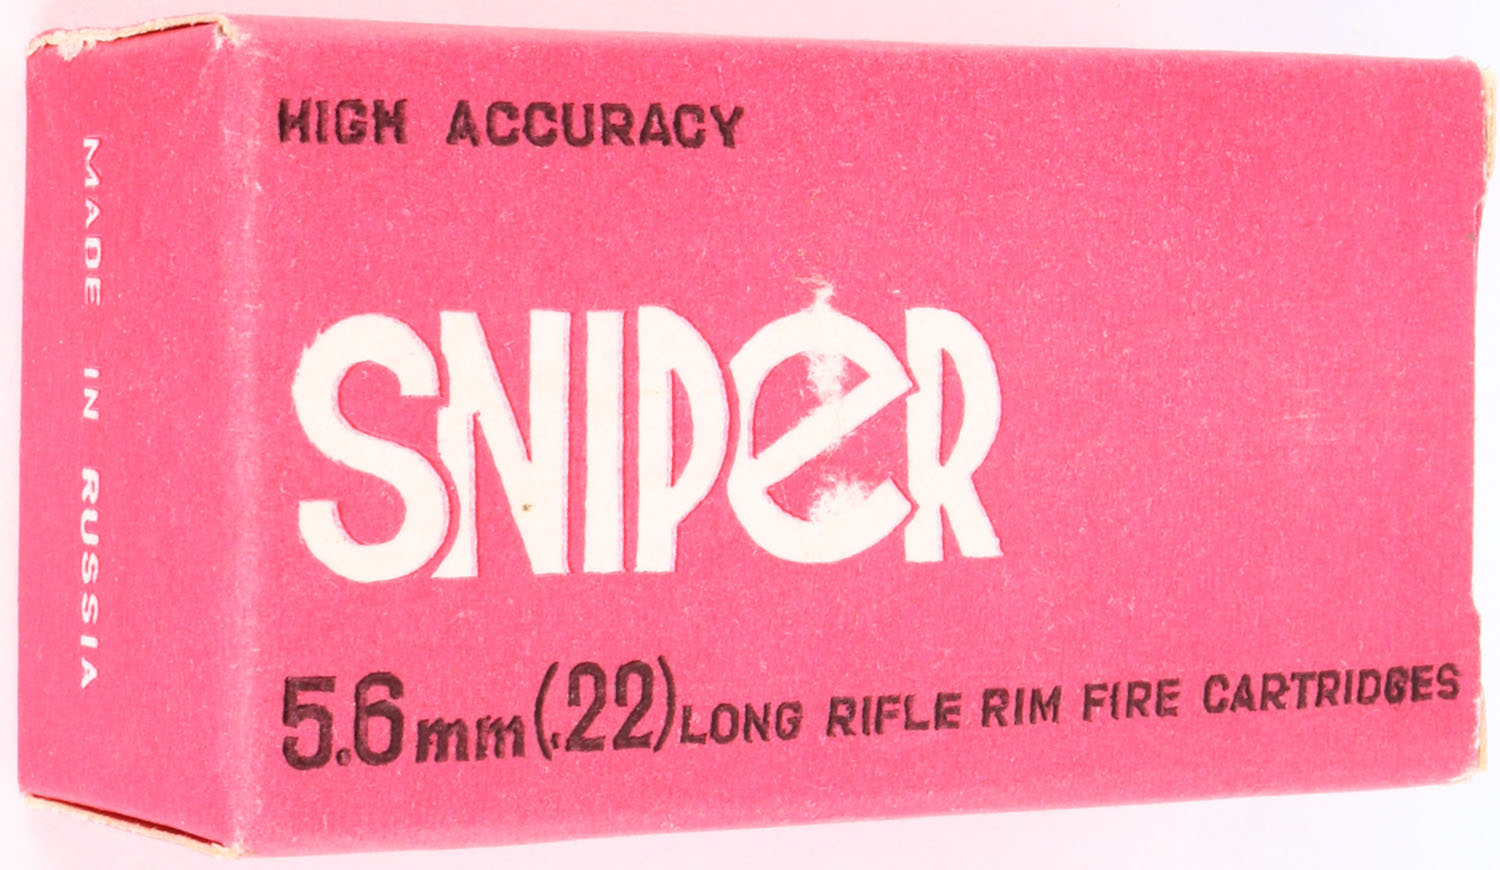 HIGH ACCURACY
SNIPeR
5.6mm(.22)LONG RIFLE RIM FIRE CARTRIDGES
MADE IN RUSSIA